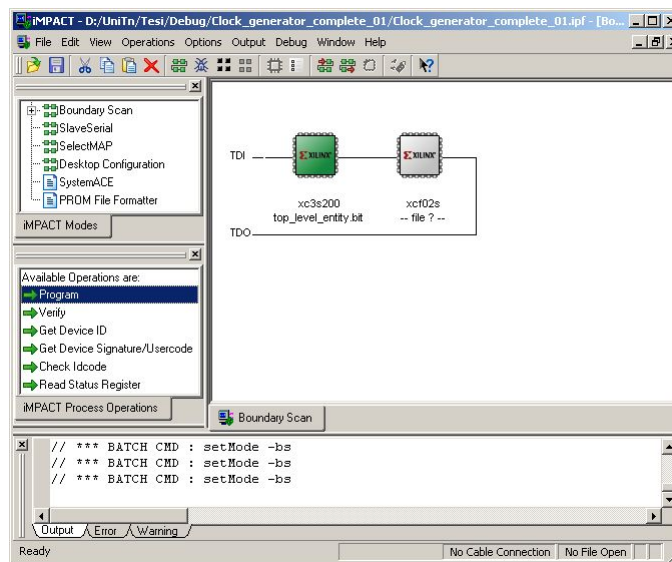 iMPACT - D:/UniTn/Tesi/Debug/Clock_generator_complete_01/Clock_generator_complete_01.ipf - [Bo...
File Edit View Operations Options Output Debug Window Help
Boundary Scan
SlaveSerial
SelectMAP
Desktop Configuration
SystemACE
PROM File Formatter
iMPACT Modes
Available Operations are:
Program
Verify
Get Device ID
Get Device Signature/Usercode
Check Idcode
Read Status Register
iMPACT Process Operations
TDI
XILINX
XILINX
xc3s200
xcf02s
top_level_entity.bit
-- file ? --
TDO
Boundary Scan
// *** BATCH CMD : setMode -bs
// *** BATCH CMD : setMode -bs
// *** BATCH CMD : setMode -bs
Output Error Warning
Ready
No Cable Connection
No File Open